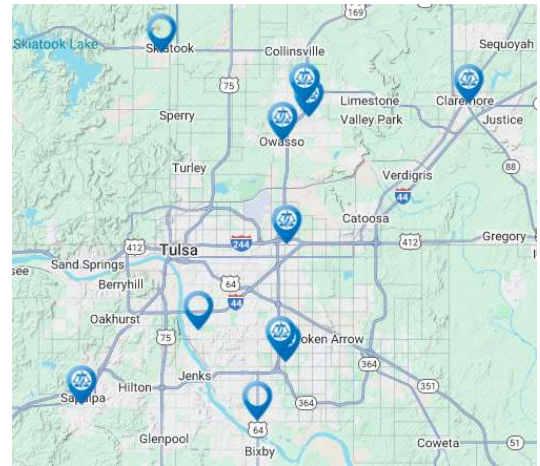 169
Skiatook Lake
Skiatook
Collinsville
Sequoyah
75
Limestone
Claremore
Sperry
Valley Park
Justice
Owasso
Turley
88
Verdigris
44
Catoosa
412
Tulsa
244
412
Gregory
Sand Springs
64
Berryhill
44
Oakhurst
75
oken Arrow
364
Jenks
351
Hilton
364
64
Glenpool
Bixby
Coweta
51